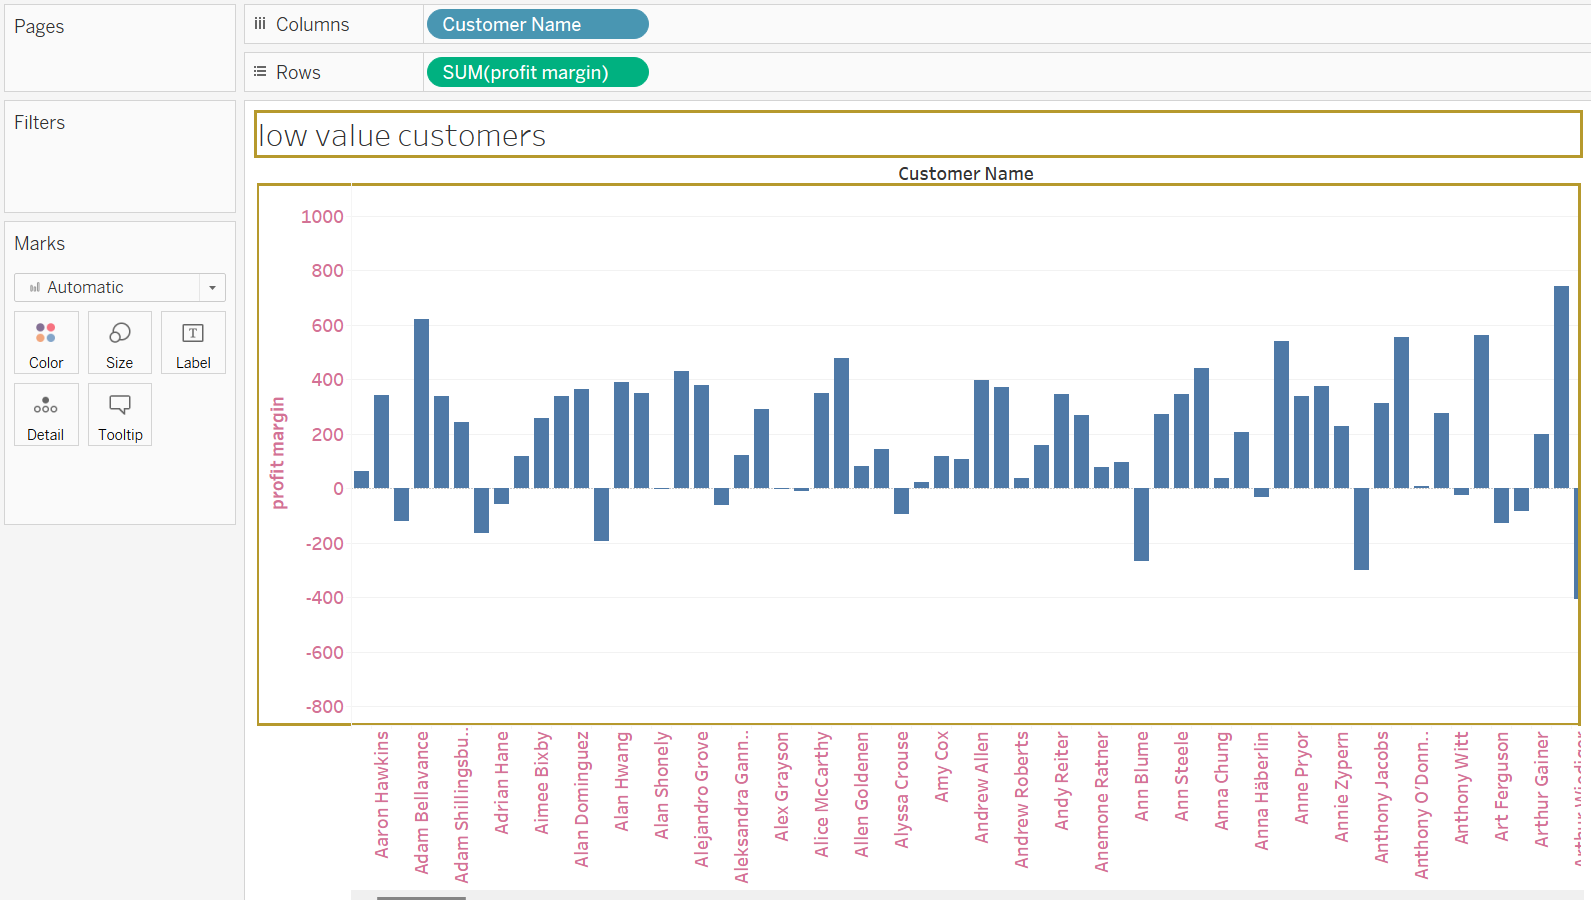 Pages
Columns
Customer Name
Rows
SUM(profit margin)
Filters
Marks
Automatic
Color
Size
Label
Detail
Tooltip
low value customers
Customer Name
profit margin
1000
800
600
400
200
0
-200
-400
-600
-800
Aaron Hawkins
Adam Bellavance
Adam Shillingsbu..
Adrian Hane
Aimee Bixby
Alan Dominguez
Alan Hwang
Alan Shonely
Alejandro Grove
Aleksandra Gann..
Alex Grayson
Alice McCarthy
Allen Goldenen
Alyssa Crouse
Amy Cox
Andrew Allen
Andrew Roberts
Andy Reiter
Anemone Ratner
Ann Blume
Ann Steele
Anna Chung
Anna Häberlin
Anne Pryor
Annie Zypern
Anthony Jacobs
Anthony O'Donn..
Anthony Witt
Art Ferguson
Arthur Gainer